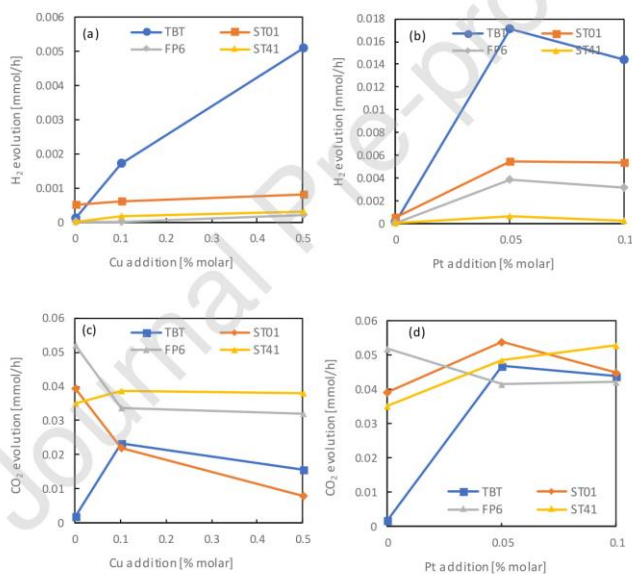 (a)
TBT ST01
FP6 ST41
0.006
0.005
0.004
0.003
0.002
0.001
0
0 0.1 0.2 0.3 0.4 0.5
H2 evolution [mmol/h]
Cu addition [% molar]
(b)
TBT ST01
FP6 ST41
0.018
0.016
0.014
0.012
0.01
0.008
0.006
0.004
0.002
0
0 0.05 0.1
H2 evolution [mmol/h]
Pt addition [% molar]
(c)
TBT ST01
FP6 ST41
0.06
0.05
0.04
0.03
0.02
0.01
0
0 0.1 0.2 0.3 0.4 0.5
CO2 evolution [mmol/h]
Cu addition [% molar]
(d)
0.06
0.05
0.04
0.03
0.02
0.01
0
TBT ST01
FP6 ST41
0 0.05 0.1
CO2 evolution [mmol/h]
Pt addition [% molar]
Journal Pre-pro